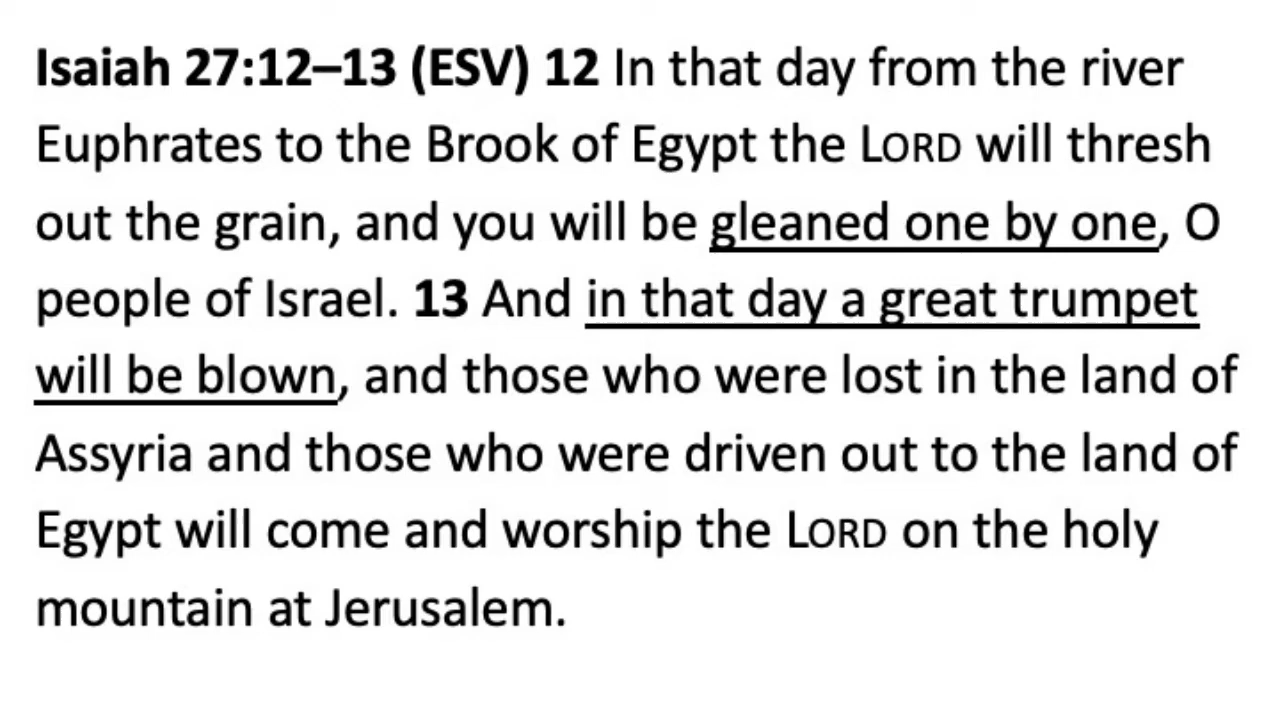 Isaiah 27:12–13 (ESV) 12 In that day from the river
Euphrates to the Brook of Egypt the LORD will thresh
out the grain, and you will be gleaned one by one, O
people of Israel. 13 And in that day a great trumpet
will be blown, and those who were lost in the land of
Assyria and those who were driven out to the land of
Egypt will come and worship the LORD on the holy
mountain at Jerusalem.